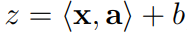 z = ⟨x, a⟩ + b